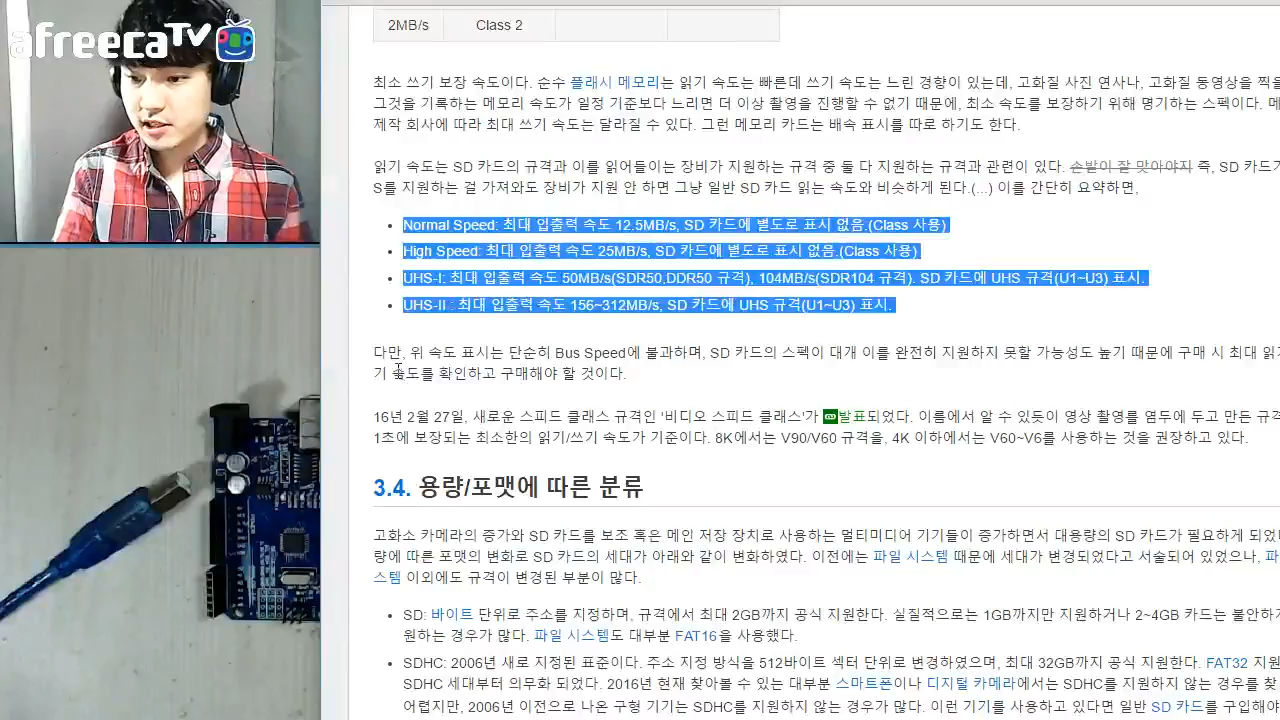 afreecaTV
2MB/s Class 2
최소 쓰기 보장 속도이다. 순수 플래시 메모리는 읽기 속도는 빠른데 쓰기 속도는 느린 경향이 있는데, 고화질 사진 연사나, 고화질 동영상을 찍을
그것을 기록하는 메모리 속도가 일정 기준보다 느리면 더 이상 촬영을 진행할 수 없기 때문에, 최소 속도를 보장하기 위해 명기하는 스펙이다. 메
제작 회사에 따라 최대 쓰기 속도는 달라질 수 있다. 그런 메모리 카드는 배속 표시를 따로 하기도 한다.
읽기 속도는 SD 카드의 규격과 이를 읽어들이는 장비가 지원하는 규격 중 둘 다 지원하는 규격과 관련이 있다. 손발이 잘 맞아야지 즉, SD 카드가
S를 지원하는 걸 가져와도 장비가 지원 안 하면 그냥 일반 SD 카드 읽는 속도와 비슷하게 된다.(...) 이를 간단히 요약하면,
Normal Speed: 최대 입출력 속도 12.5MB/s, SD 카드에 별도로 표시 없음.(Class 사용)
High Speed: 최대 입출력 속도 25MB/s, SD 카드에 별도로 표시 없음.(Class 사용)
UHS-I: 최대 입출력 속도 50MB/s(SDR50,DDR50 규격), 104MB/s(SDR104 규격). SD 카드에 UHS 규격(U1~U3) 표시.
UHS-II : 최대 입출력 속도 156~312MB/s, SD 카드에 UHS 규격(U1~U3) 표시.
다만, 위 속도 표시는 단순히 Bus Speed에 불과하며, SD 카드의 스펙이 대개 이를 완전히 지원하지 못할 가능성도 높기 때문에 구매 시 최대 읽기
기 속도를 확인하고 구매해야 할 것이다.
16년 2월 27일, 새로운 스피드 클래스 규격인 '비디오 스피드 클래스'가 발표되었다. 이름에서 알 수 있듯이 영상 촬영를 염두에 두고 만든 규격
1초에 보장되는 최소한의 읽기/쓰기 속도가 기준이다. 8K에서는 V90/V60 규격을, 4K 이하에서는 V60~V6를 사용하는 것을 권장하고 있다.
3.4. 용량/포맷에 따른 분류
고화소 카메라의 증가와 SD 카드를 보조 혹은 메인 저장 장치로 사용하는 멀티미디어 기기들이 증가하면서 대용량의 SD 카드가 필요하게 되었
량에 따른 포맷의 변화로 SD 카드의 세대가 아래와 같이 변화하였다. 이전에는 파일 시스템 때문에 세대가 변경되었다고 서술되어 있었으나,
스템 이외에도 규격이 변경된 부분이 많다.
SD: 바이트 단위로 주소를 지정하며, 규격에서 최대 2GB까지 공식 지원한다. 실질적으로는 1GB까지만 지원하거나 2~4GB 카드는 불안하
원하는 경우가 많다. 파일 시스템도 대부분 FAT16을 사용했다.
SDHC: 2006년 새로 지정된 표준이다. 주소 지정 방식을 512바이트 섹터 단위로 변경하였으며, 최대 32GB까지 공식 지원한다. FAT32 지원
SDHC 세대부터 의무화 되었다. 2016년 현재 찾아볼 수 있는 대부분 스마트폰이나 디지털 카메라에서는 SDHC를 지원하지 않는 경우를 찾
어렵지만, 2006년 이전으로 나온 구형 기기는 SDHC를 지원하지 않는 경우가 많다. 이런 기기를 사용하고 있다면 일반 SD 카드를 구입해야